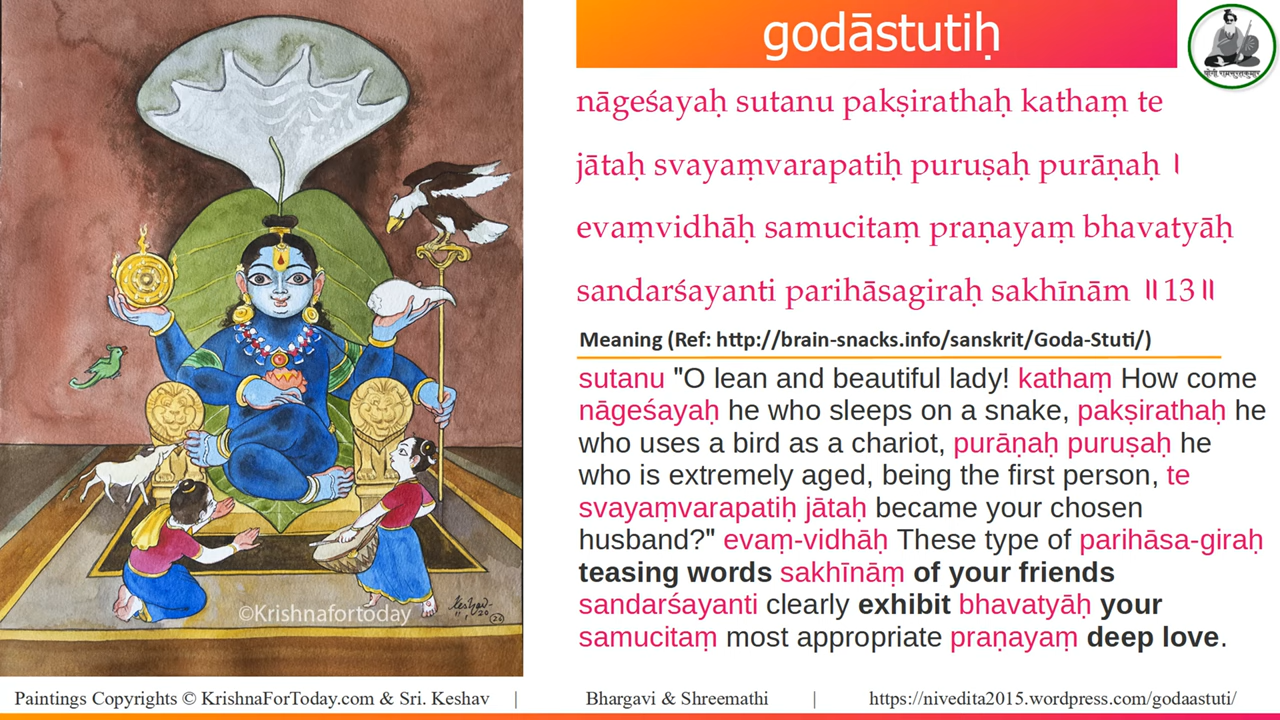 godāstutiḥ
योगी रामसुरतकुमार
nāgeśayaḥ sutanu pakṣirathaḥ kathaṃ te
jātaḥ svayaṃvarapatiḥ puruṣaḥ purāṇaḥ ।
evaṃvidhāḥ samucitaṃ praṇayaṃ bhavatyāḥ
sandarśayanti parihāsagiraḥ sakhīnām ॥13॥
Meaning (Ref: http://brain-snacks.info/sanskrit/Goda-Stuti/)
sutanu "O lean and beautiful lady! kathaṃ How come
nāgeśayaḥ he who sleeps on a snake, pakṣirathaḥ he
who uses a bird as a chariot, purāṇaḥ puruṣaḥ he
who is extremely aged, being the first person, te
svayaṃvarapatiḥ jātaḥ became your chosen
husband?" evaṃ-vidhāḥ These type of parihāsa-giraḥ
teasing words sakhīnāṃ of your friends
sandarśayanti clearly exhibit bhavatyāḥ your
samucitaṃ most appropriate praṇayaṃ deep love.
Keshav
20
26
©Krishnafortoday
Paintings Copyrights © KrishnaForToday.com & Sri. Keshav | Bhargavi & Shreemathi | https://nivedita2015.wordpress.com/godaastuti/